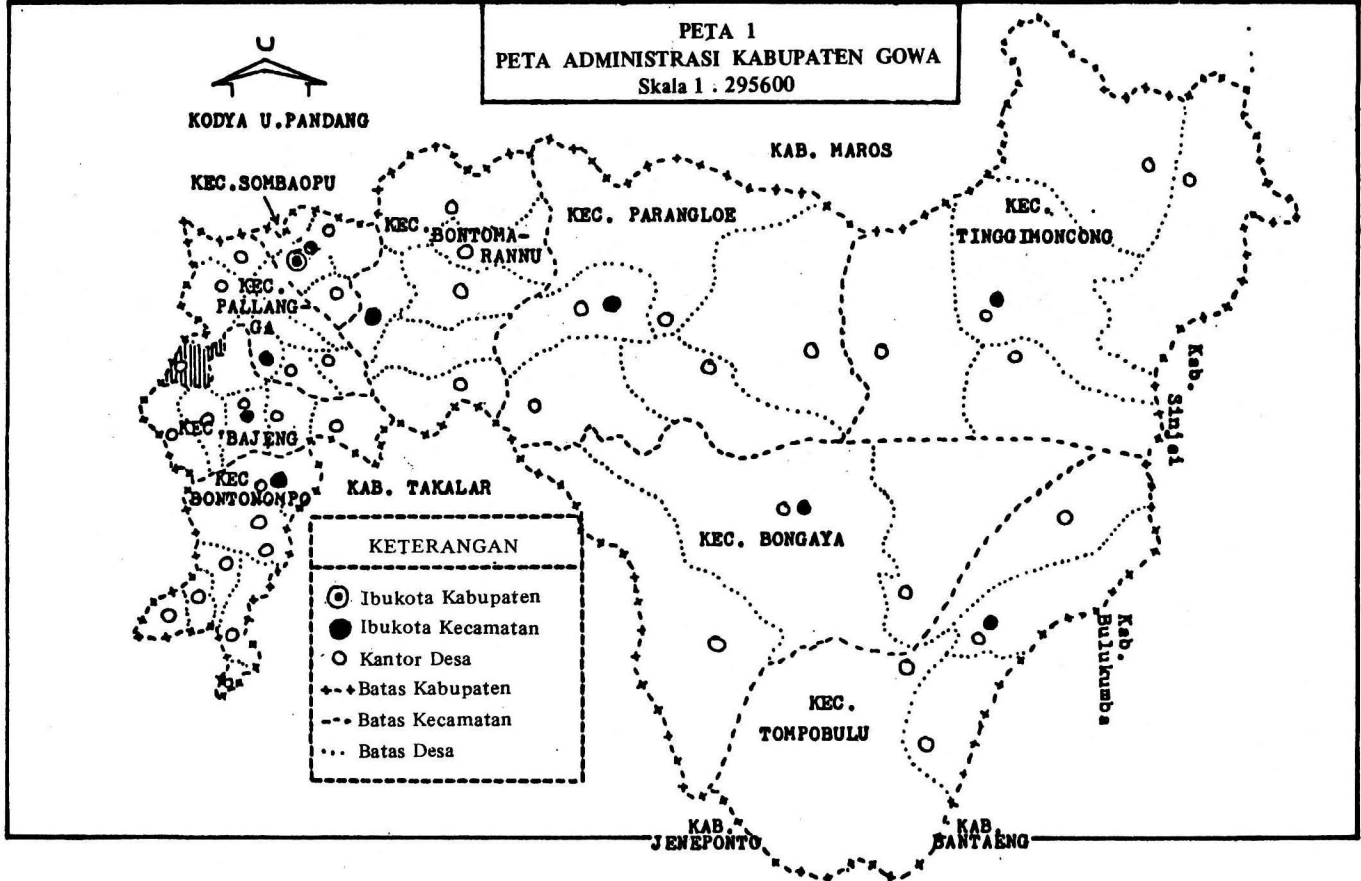 PETA 1
PETA ADMINISTRASI KABUPATEN GOWA
Skala 1 : 295600
U
KODYA U.PANDANG
KAB. MAROS
KEC.SOMBAOPU
KEC.
BONTOMA-
RANNU
KEC. PARANGLOE
KEC.
TINGGIMONCONG
KEC.
PALLANG-
GA
Kab. Sinjai
KEC. BAJENG
KEC
BONTONOMPO
KAB. TAKALAR
KEC. BONGAYA
KETERANGAN
Ibukota Kabupaten
Ibukota Kecamatan
Kantor Desa
Batas Kabupaten
Batas Kecamatan
Batas Desa
Kab.
Bulukumba
KEC.
TOMPOBULU
KAB.
JENEPONTO
KAB.
BANTAENG